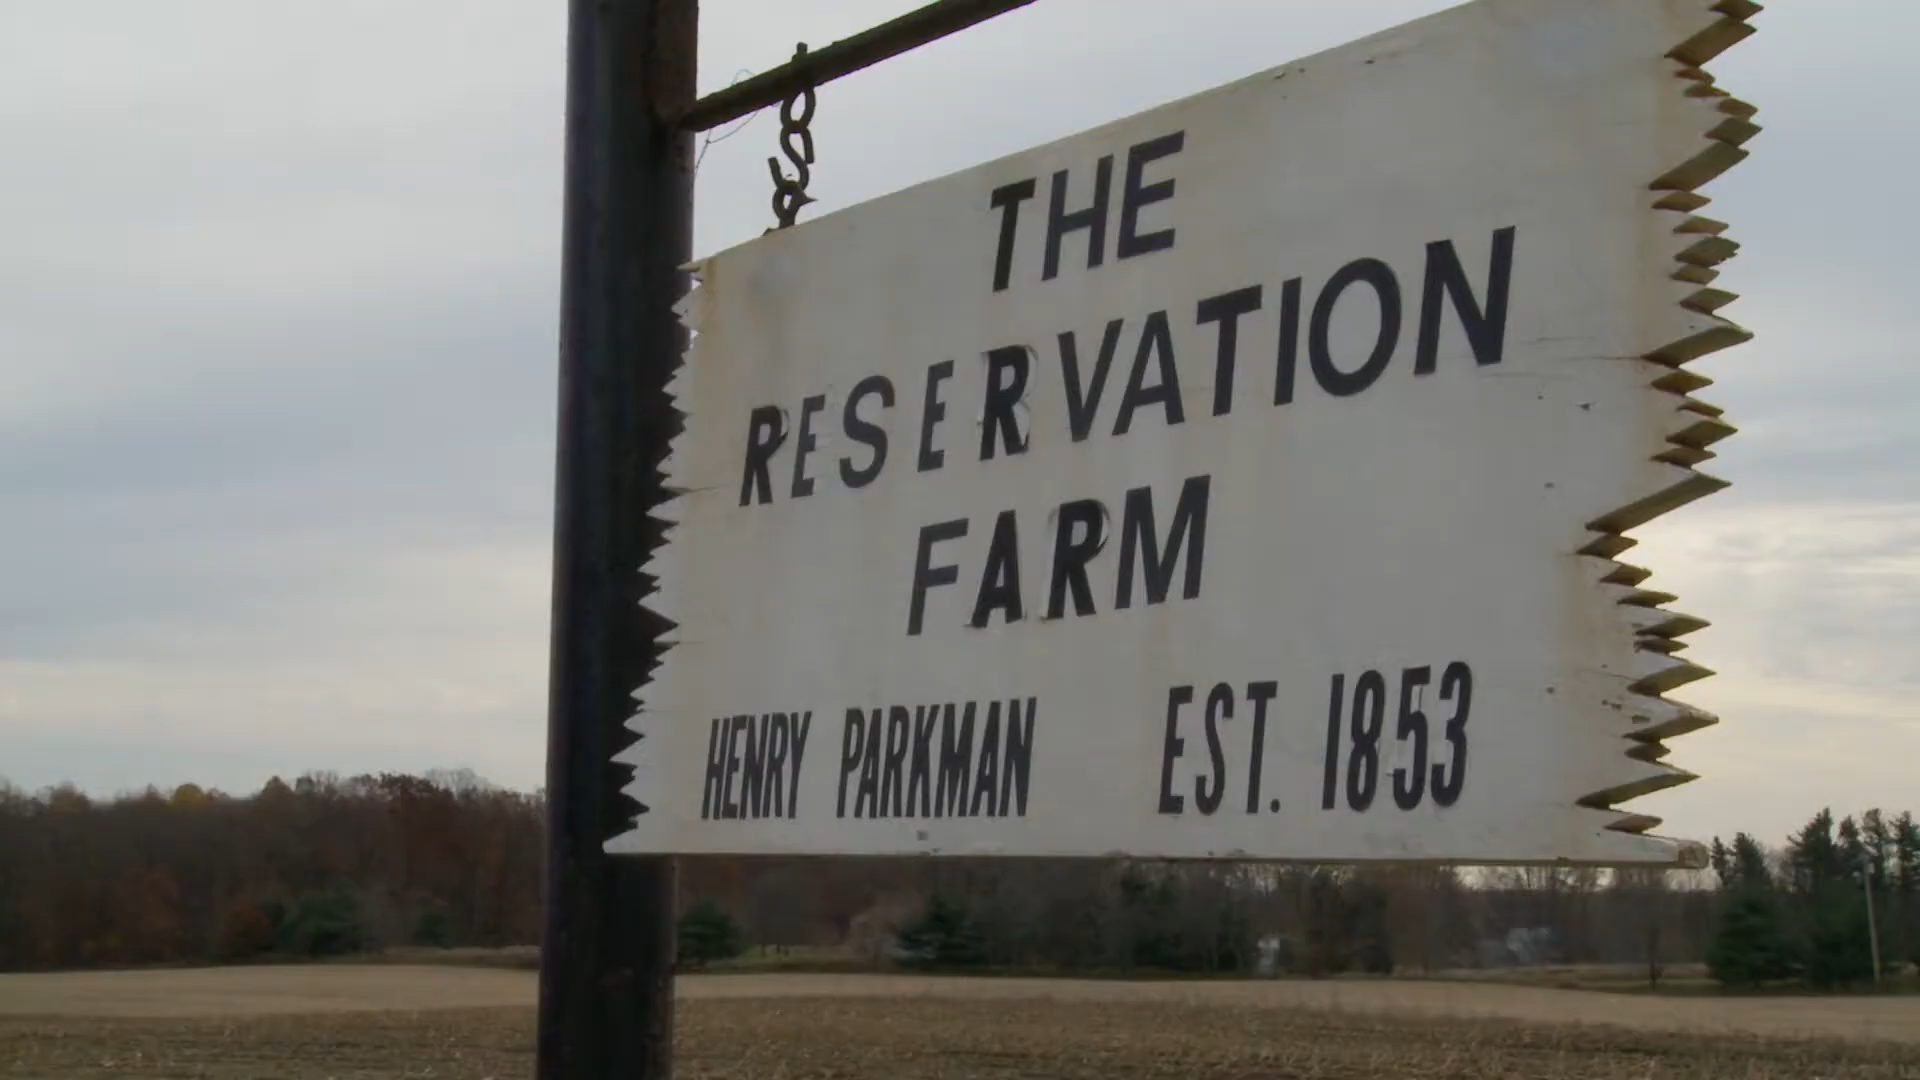 THE
RESERVATION
FARM
HENRY PARKMAN EST. 1853